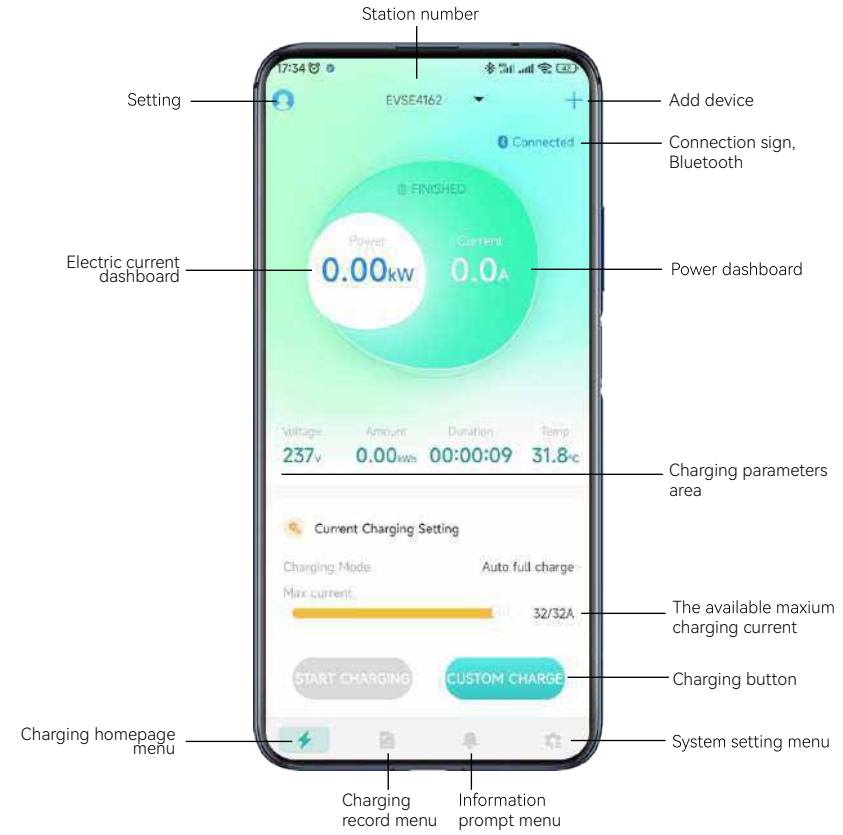 Station number
17:34
42
Setting
EVSE4162
Add device
Connected
Connection sign,
Bluetooth
FINISHED
Power
Current
0.00kW
0.0A
Electric current
dashboard
Power dashboard
Voltage Amount Duration Temp
237v 0.00kWh 00:00:09 31.8°c
Charging parameters
area
Current Charging Setting
Charging Mode Auto full charge
Max current
32/32A
The available maxium
charging current
START CHARGING CUSTOM CHARGE
Charging button
Charging homepage
menu
System setting menu
Charging
record menu
Information
prompt menu